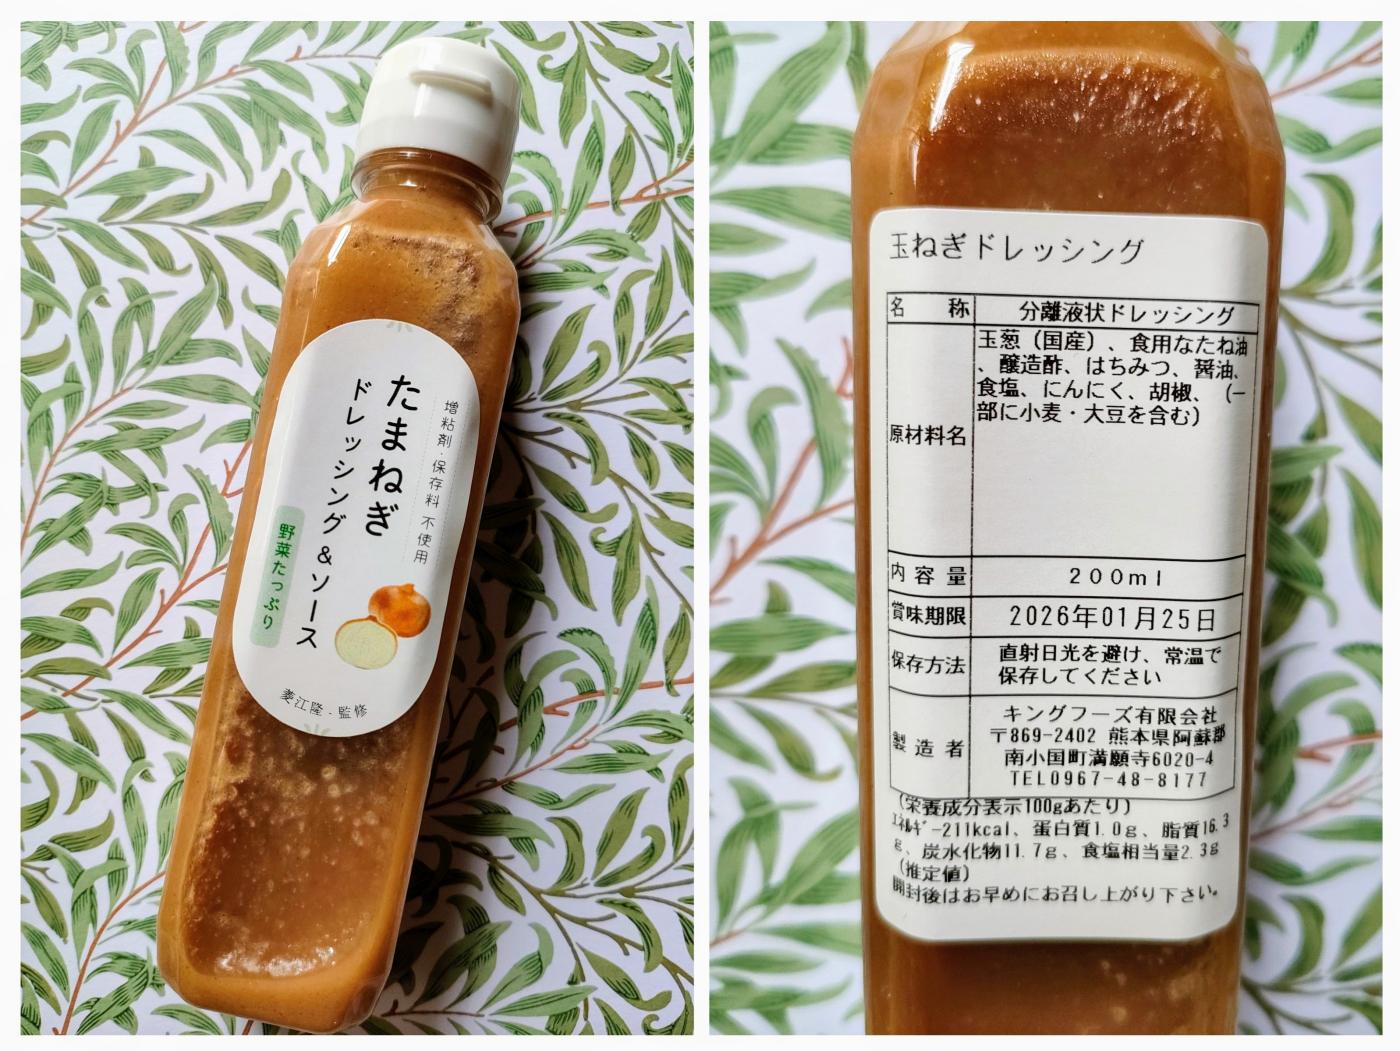 増粘剤・保存料 不使用
たまねぎ
ドレッシング&ソース
野菜たっぷり
菱江隆・監修
玉ねぎドレッシング
名称 分離液状ドレッシング
原材料名 玉葱（国産）、食用なたね油
、醸造酢、はちみつ、醤油、
食塩、にんにく、胡椒、（一
部に小麦・大豆を含む）
内容量 200ml
賞味期限 2026年01月25日
保存方法 直射日光を避け、常温で
保存してください
製造者 キングフーズ有限会社
〒869-2402 熊本県阿蘇郡
南小国町満願寺6020-4
TEL0967-48-8177
（栄養成分表示100gあたり）
ｴﾈﾙｷﾞｰ211kcal、蛋白質1.0g、脂質16.3
g、炭水化物11.7g、食塩相当量2.3g
（推定値）
開封後はお早めにお召し上がり下さい。